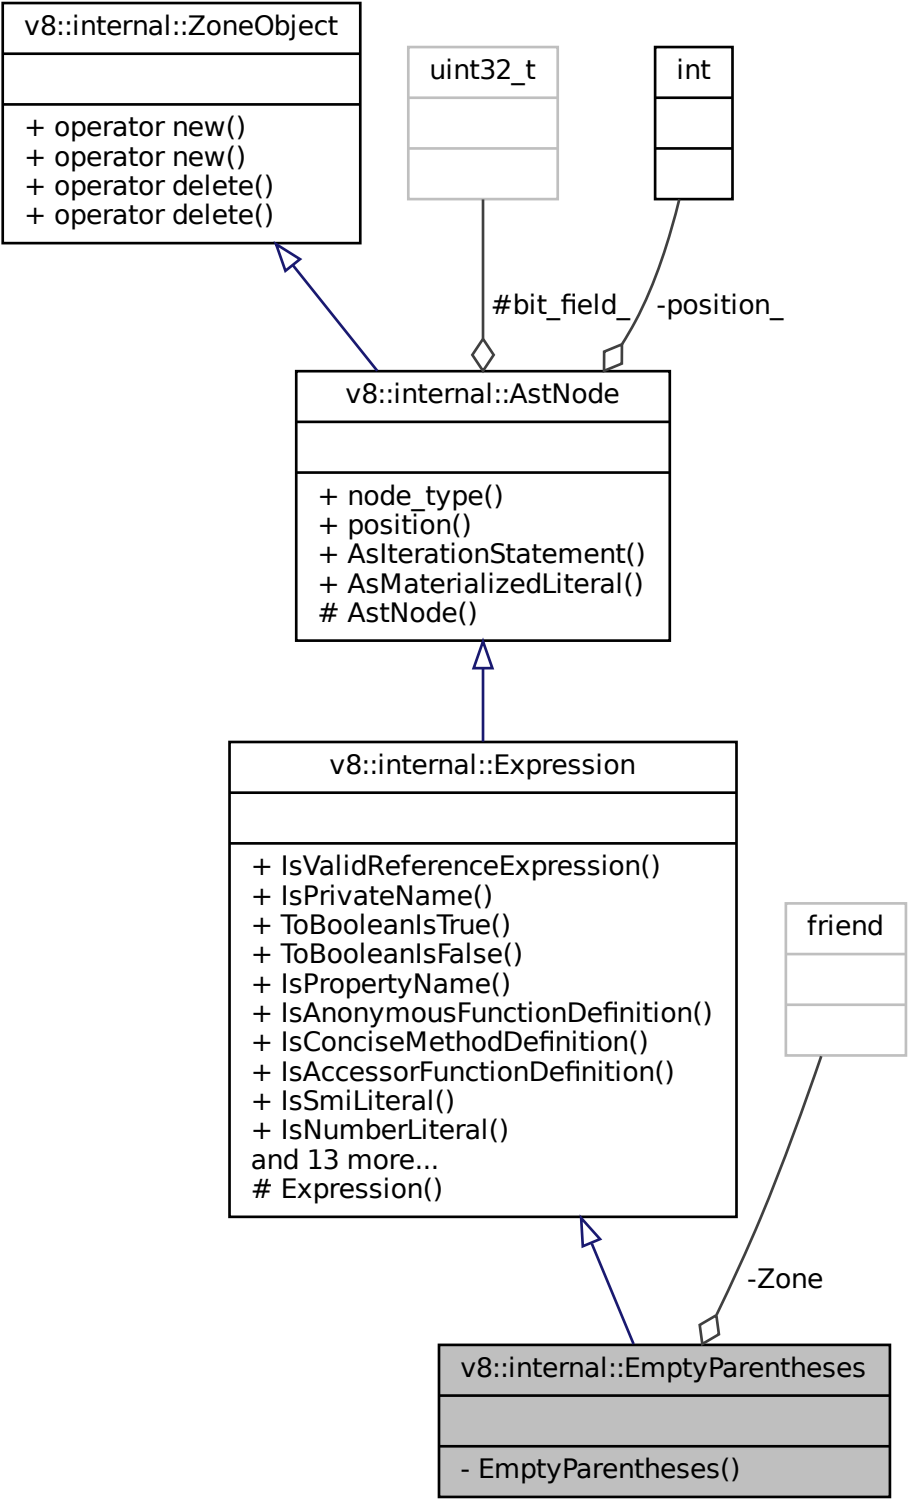 v8::internal::ZoneObject
+ operator new()
+ operator new()
+ operator delete()
+ operator delete()
uint32_t
int
#bit_field_
-position_
v8::internal::AstNode
+ node_type()
+ position()
+ AsIterationStatement()
+ AsMaterializedLiteral()
# AstNode()
v8::internal::Expression
+ IsValidReferenceExpression()
+ IsPrivateName()
+ ToBooleanIsTrue()
+ ToBooleanIsFalse()
+ IsPropertyName()
+ IsAnonymousFunctionDefinition()
+ IsConciseMethodDefinition()
+ IsAccessorFunctionDefinition()
+ IsSmiLiteral()
+ IsNumberLiteral()
and 13 more...
# Expression()
friend
-Zone
v8::internal::EmptyParentheses
- EmptyParentheses()